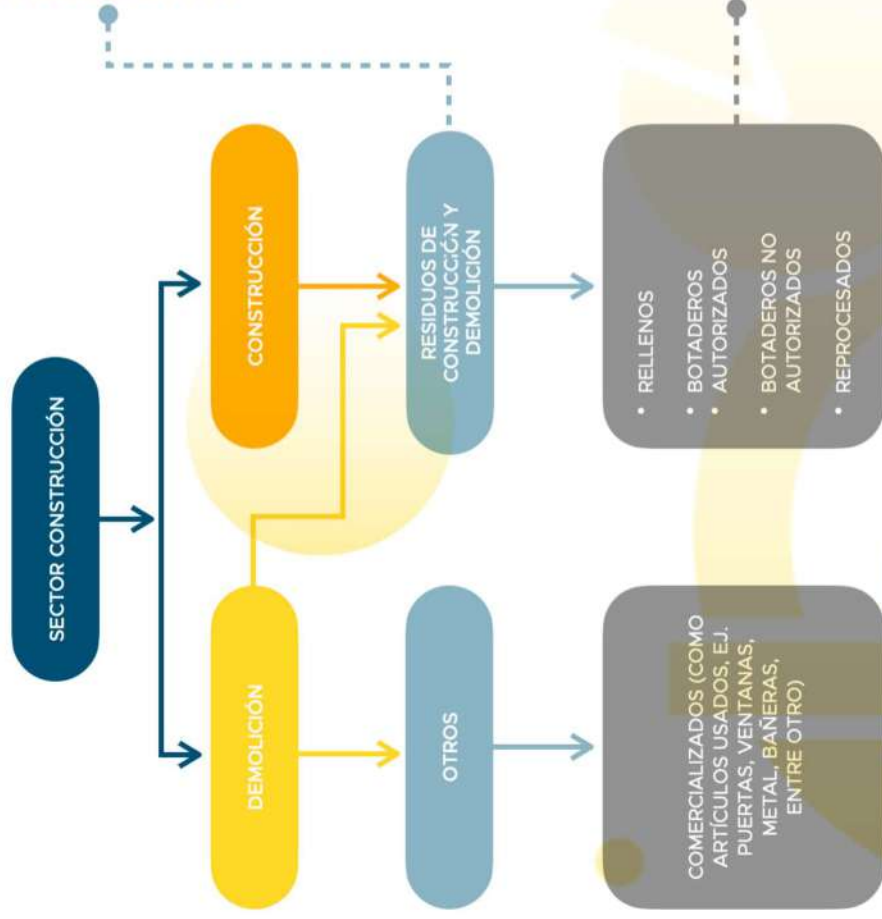 SECTOR CONSTRUCCIÓN
DEMOLICIÓN
CONSTRUCCIÓN
OTROS
RESIDUOS DE
CONSTRUCCIÓN Y
DEMOLICIÓN
COMERCIALIZADOS (COMO
ARTÍCULOS USADOS, EJ.
PUERTAS, VENTANAS,
METAL, BAÑERAS,
ENTRE OTRO)
• RELLENOS
• BOTADEROS
• AUTORIZADOS
• BOTADEROS NO
AUTORIZADOS
• REPROCESADOS